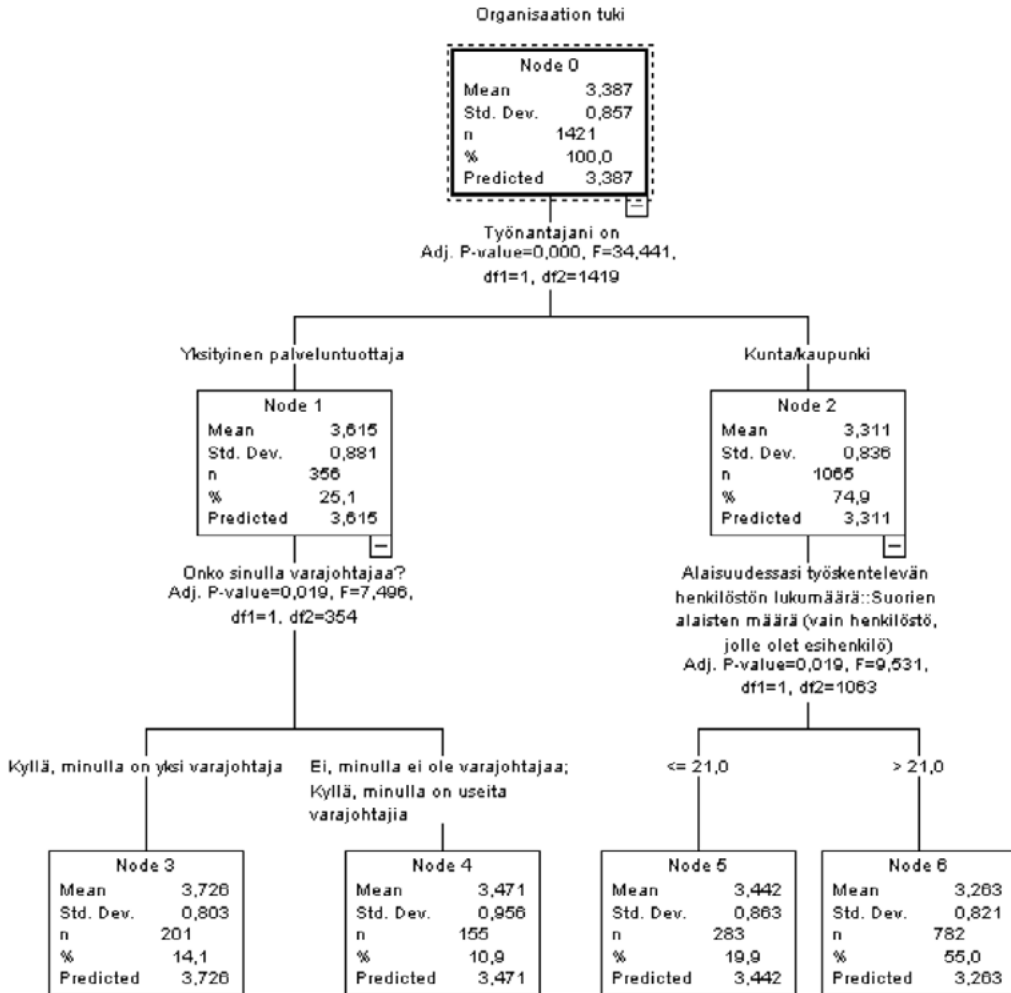 Organisaation tuki
Node 0
Mean 3,387
Std. Dev. 0,857
n 1421
% 100,0
Predicted 3,387
Työnantajani on
Adj. P-value=0,000, F=34,441,
df1=1, df2=1419
Yksityinen palveluntuottaja
Kunta/kaupunki
Node 1
Mean 3,615
Std. Dev. 0,881
n 356
% 25,1
Predicted 3,615
Node 2
Mean 3,311
Std. Dev. 0,836
n 1065
% 74,9
Predicted 3,311
Onko sinulla varajohtajaa?
Adj. P-value=0,019, F=7,496,
df1=1, df2=354
Alaisuudessasi työskentelevän
henkilöstön lukumäärä::Suorien
alaisten määrä (vain henkilöstö,
jolle olet esihenkilö)
Adj. P-value=0,019, F=9,531,
df1=1, df2=1063
Kyllä, minulla on yksi varajohtaja
Ei, minulla ei ole varajohtajaa;
Kyllä, minulla on useita
varajohtajia
<= 21,0
> 21,0
Node 3
Mean 3,726
Std. Dev. 0,803
n 201
% 14,1
Predicted 3,726
Node 4
Mean 3,471
Std. Dev. 0,956
n 155
% 10,9
Predicted 3,471
Node 5
Mean 3,442
Std. Dev. 0,863
n 283
% 19,9
Predicted 3,442
Node 6
Mean 3,263
Std. Dev. 0,821
n 782
% 55,0
Predicted 3,263